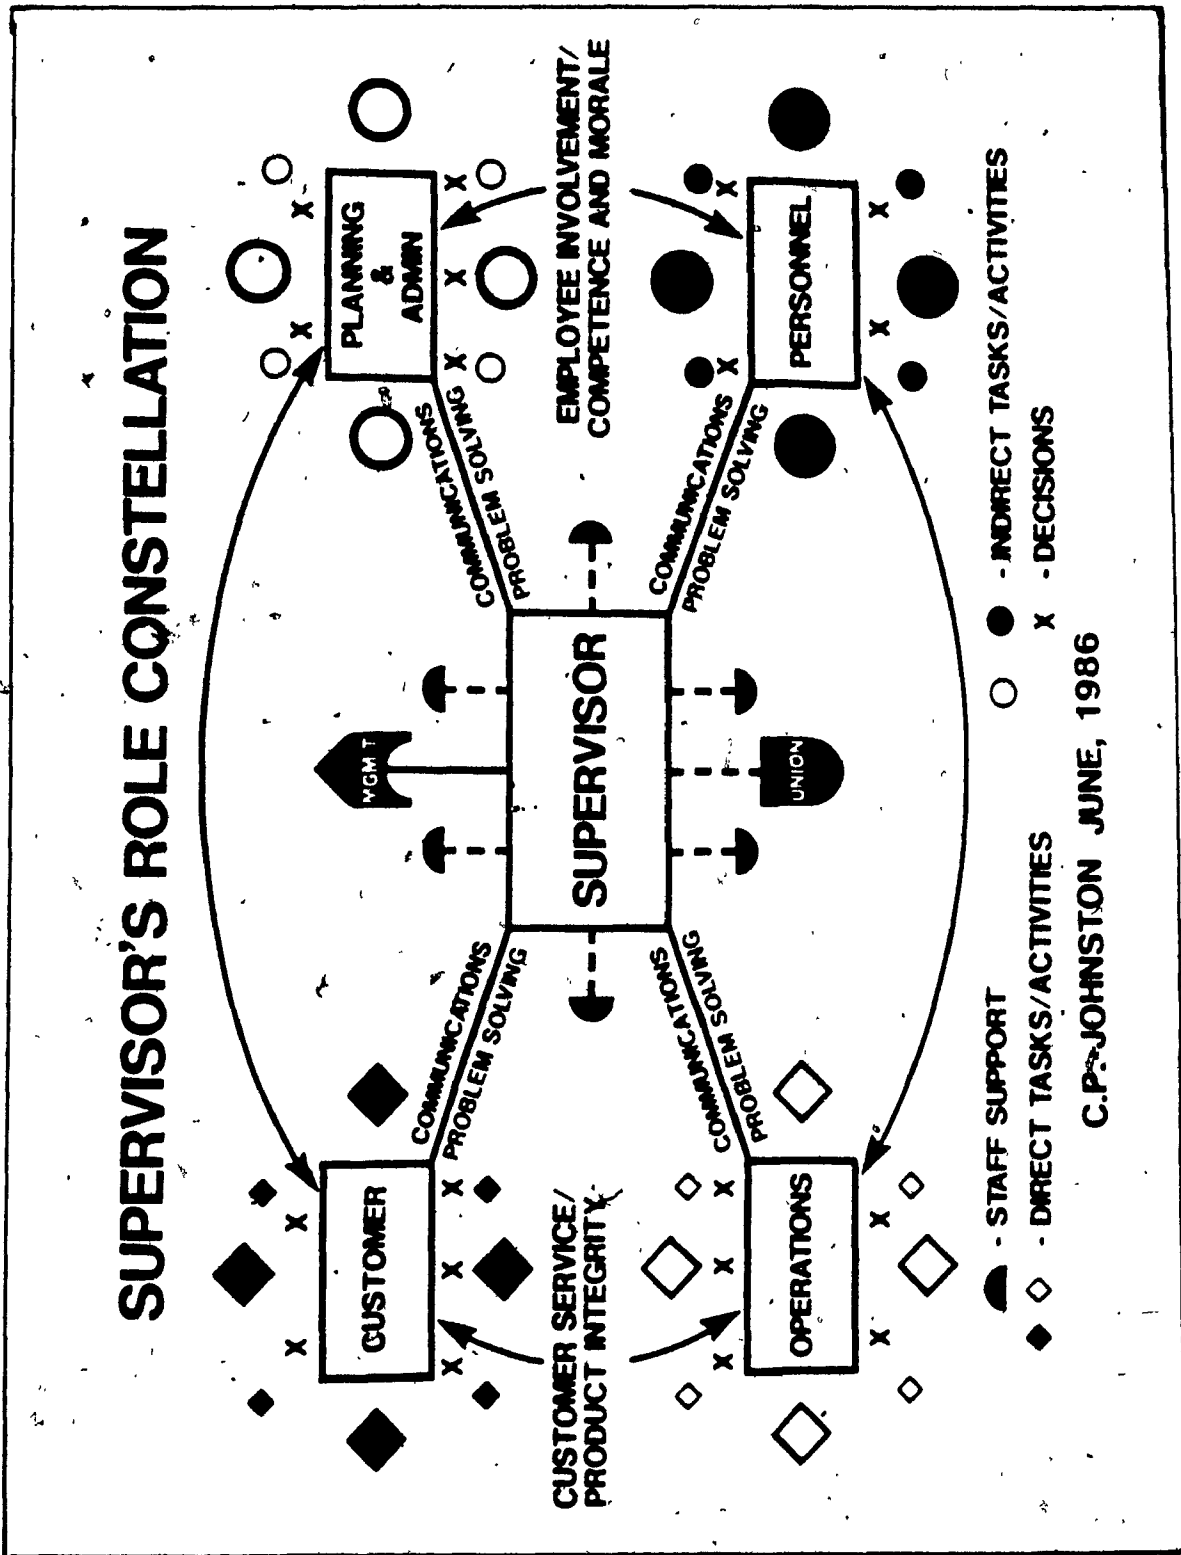 SUPERVISOR'S ROLE CONSTELLATION
CUSTOMER
PLANNING
&
ADMIN
MGM'T
COMMUNICATIONS
PROBLEM SOLVING
COMMUNICATIONS
PROBLEM SOLVING
CUSTOMER SERVICE/
PRODUCT INTEGRITY
SUPERVISOR
EMPLOYEE INVOLVEMENT/
COMPETENCE AND MORALE
COMMUNICATIONS
PROBLEM SOLVING
COMMUNICATIONS
PROBLEM SOLVING
UNION
OPERATIONS
PERSONNEL
X X
X X
X X X
X X X
X X X
X X
X X
X X
- STAFF SUPPORT
- INDIRECT TASKS/ACTIVITIES
- DIRECT TASKS/ACTIVITIES
X - DECISIONS
C.P. JOHNSTON JUNE, 1986